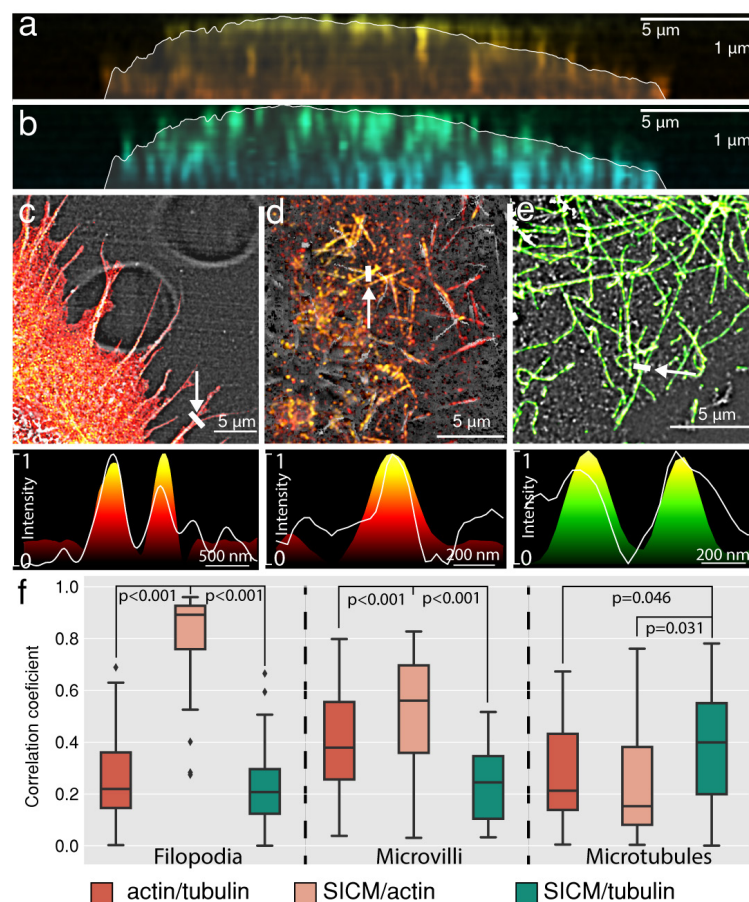 a
5 µm
1 µm
b
5 µm
1 µm
c
d
e
5 µm
5 µm
5 µm
1
Intensity
0
500 nm
1
Intensity
0
200 nm
1
Intensity
0
200 nm
f
1.0
0.8
0.6
0.4
0.2
0.0
Correlation coeficient
p<0.001
p<0.001
p<0.001
p<0.001
p=0.046
p=0.031
Filopodia
Microvilli
Microtubules
actin/tubulin
SICM/actin
SICM/tubulin